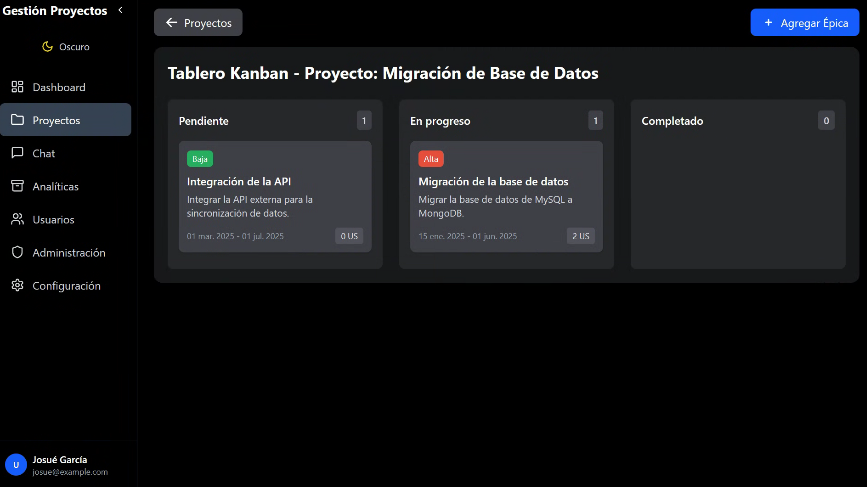 Gestión Proyectos
Oscuro
Dashboard
Proyectos
Chat
Analíticas
Usuarios
Administración
Configuración
U
Josué García
josue@example.com
Proyectos
Agregar Épica
Tablero Kanban - Proyecto: Migración de Base de Datos
Pendiente 1
Baja
Integración de la API
Integrar la API externa para la
sincronización de datos.
01 mar. 2025 - 01 jul. 2025 0 US
En progreso 1
Alta
Migración de la base de datos
Migrar la base de datos de MySQL a
MongoDB.
15 ene. 2025 - 01 jun. 2025 2 US
Completado 0